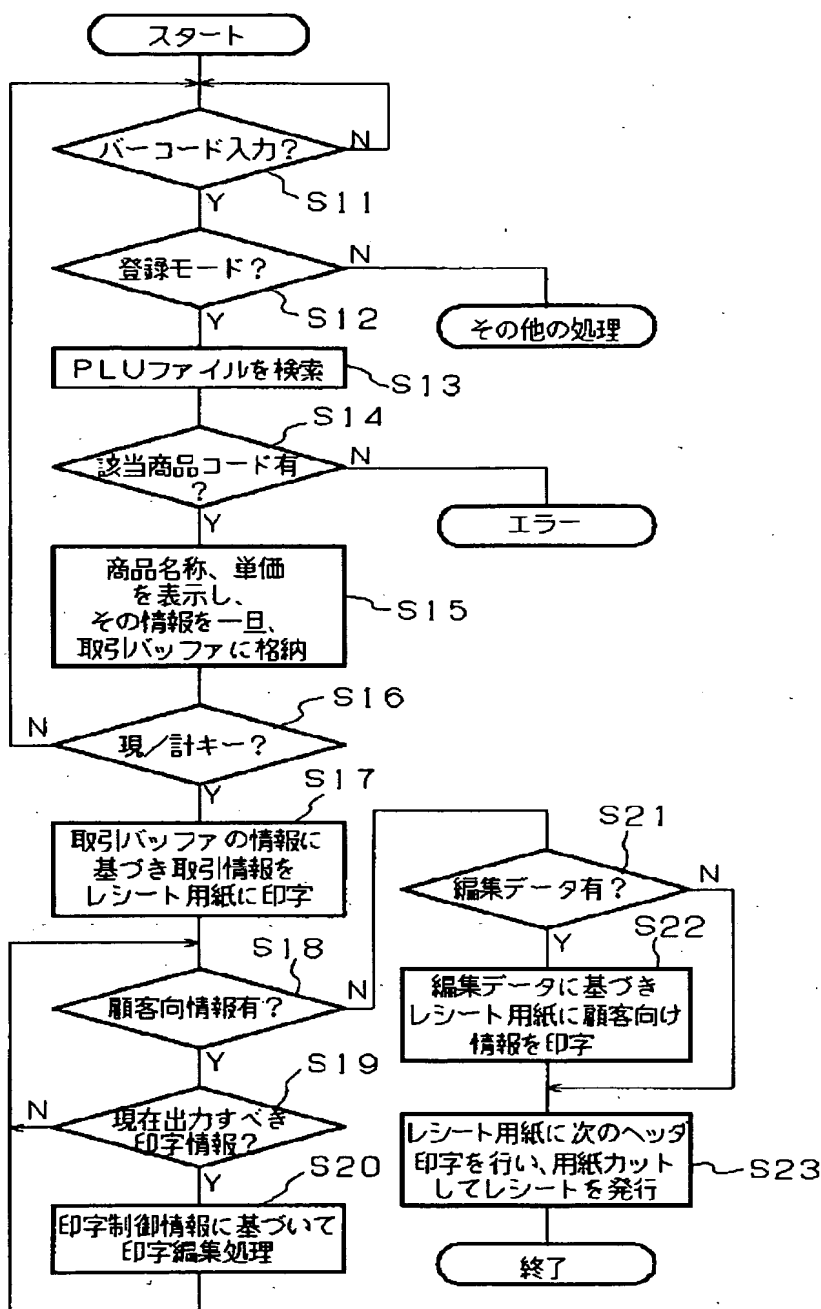 スタート
バーコード入力?
N
S11
Y
登録モード?
N
S12
Y
その他の処理
PLUファイルを検索
S13
S14
該当商品コード有
?
N
Y
エラー
商品名称、単価
を表示し、
その情報を一旦、
取引バッファに格納
S15
S16
N
現/計キー?
Y
S17
取引バッファの情報に
基づき取引情報を
レシート用紙に印字
S18
顧客向情報有?
N
Y
S19
N
現在出力すべき
印字情報?
Y
S20
印字制御情報に基づいて
印字編集処理
S21
編集データ有?
N
Y
S22
編集データに基づき
レシート用紙に顧客向け
情報を印字
レシート用紙に次のヘッダ
印字を行い、用紙カット
してレシートを発行
S23
終了